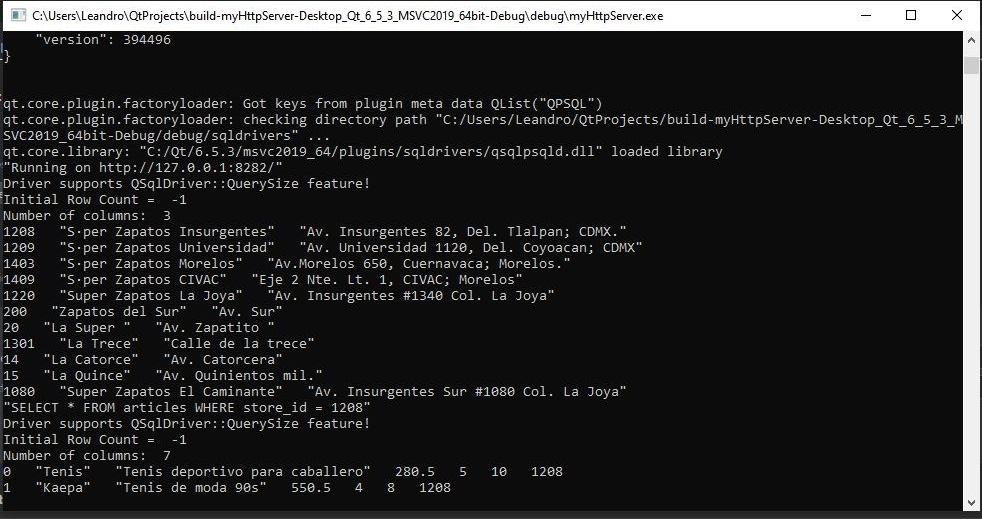 C:\Users\Leandro\QtProjects\build-myHttpServer-Desktop_Qt_6_5_3_MSVC2019_64bit-Debug\debug\myHttpServer.exe
"version": 394496
}
qt.core.plugin.factoryloader: Got keys from plugin meta data QList("QPSQL")
qt.core.plugin.factoryloader: checking directory path "C:/Users/Leandro/QtProjects/build-myHttpServer-Desktop_Qt_6_5_3_M
SVC2019_64bit-Debug/debug/sqldrivers" ...
qt.core.library: "C:/Qt/6.5.3/msvc2019_64/plugins/sqldrivers/qsqlpsqld.dll" loaded library
"Running on http://127.0.0.1:8282/"
Driver supports QSqlDriver::QuerySize feature!
Initial Row Count =  -1
Number of columns:  3
1208   "S·per Zapatos Insurgentes"   "Av. Insurgentes 82, Del. Tlalpan; CDMX."
1209   "S·per Zapatos Universidad"   "Av. Universidad 1120, Del. Coyoacan; CDMX"
1403   "S·per Zapatos Morelos"   "Av.Morelos 650, Cuernavaca; Morelos."
1409   "S·per Zapatos CIVAC"   "Eje 2 Nte. Lt. 1, CIVAC; Morelos"
1220   "Super Zapatos La Joya"   "Av. Insurgentes #1340 Col. La Joya"
200   "Zapatos del Sur"   "Av. Sur"
20   "La Super "   "Av. Zapatito "
1301   "La Trece"   "Calle de la trece"
14   "La Catorce"   "Av. Catorcera"
15   "La Quince"   "Av. Quinientos mil."
1080   "Super Zapatos El Caminante"   "Av. Insurgentes Sur #1080 Col. La Joya"
"SELECT * FROM articles WHERE store_id = 1208"
Driver supports QSqlDriver::QuerySize feature!
Initial Row Count =  -1
Number of columns:  7
0   "Tenis"   "Tenis deportivo para caballero"   280.5   5   10   1208
1   "Kaepa"   "Tenis de moda 90s"   550.5   4   8   1208